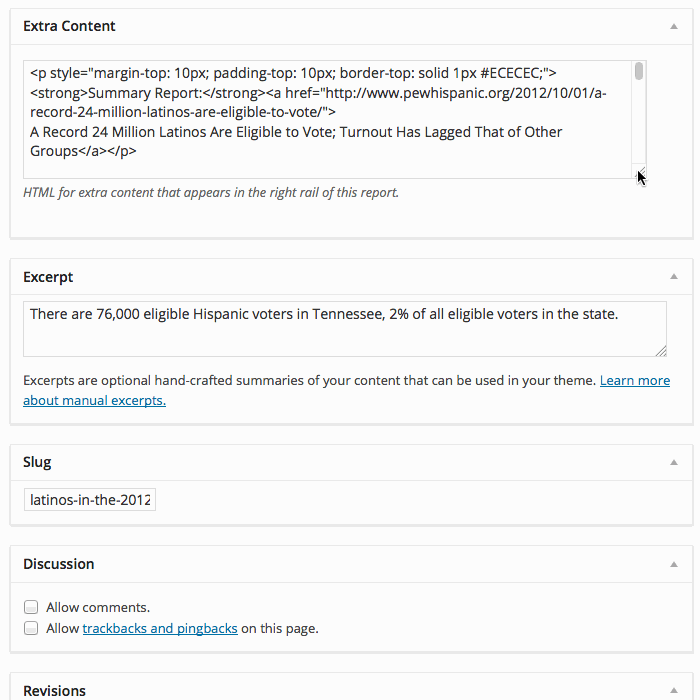 Extra Content
<p style="margin-top: 10px; padding-top: 10px; border-top: solid 1px #ECECEC;">
<strong>Summary Report:</strong><a href="http://www.pewhispanic.org/2012/10/01/a-
record-24-million-latinos-are-eligible-to-vote/">
A Record 24 Million Latinos Are Eligible to Vote; Turnout Has Lagged That of Other
Groups</a></p>
HTML for extra content that appears in the right rail of this report.
Excerpt
There are 76,000 eligible Hispanic voters in Tennessee, 2% of all eligible voters in the state.
Excerpts are optional hand-crafted summaries of your content that can be used in your theme. Learn more
about manual excerpts.
Slug
latinos-in-the-2012
Discussion
Allow comments.
Allow trackbacks and pingbacks on this page.
Revisions